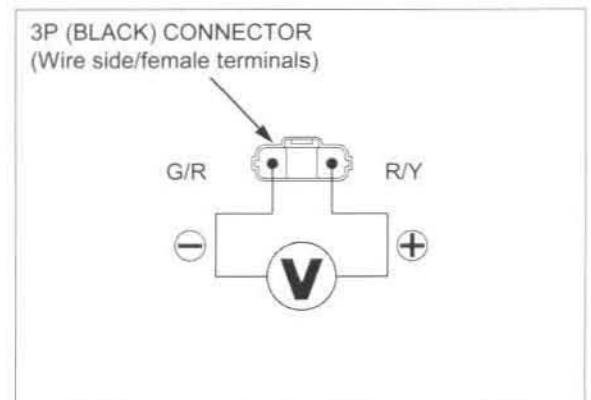 3P (BLACK) CONNECTOR
(Wire side/female terminals)
G/R R/Y
− V +